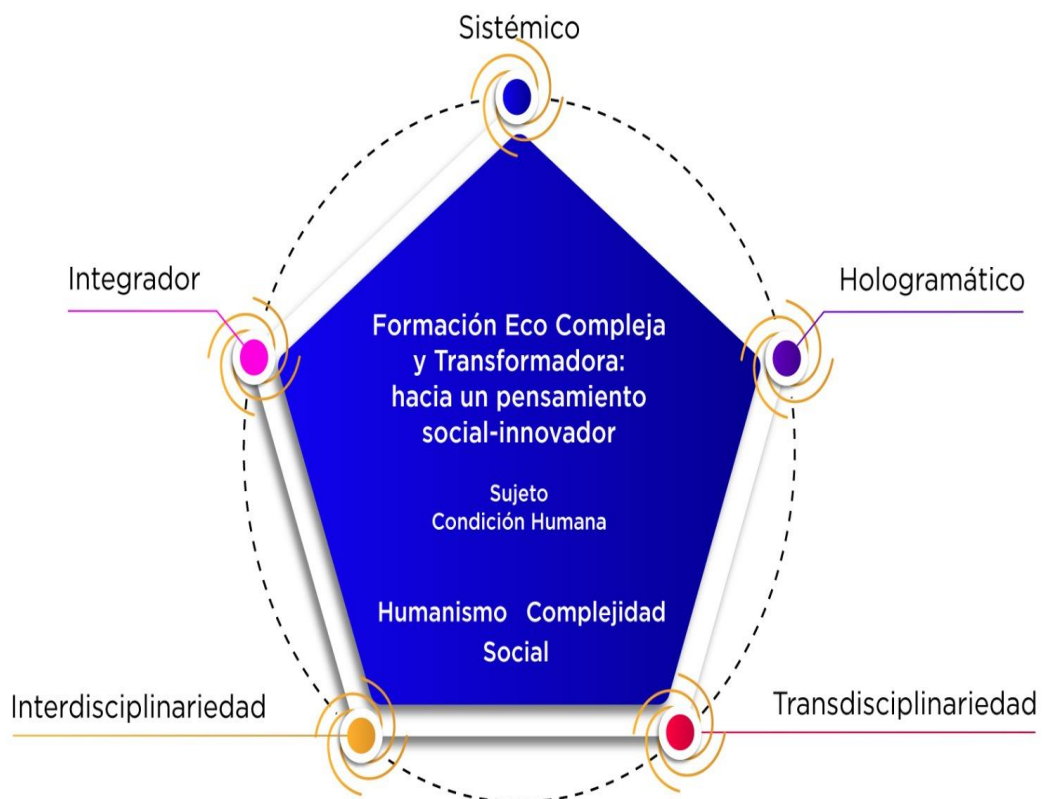 Sistémico
Integrador
Hologramático
Formación Eco Compleja
y Transformadora:
hacia un pensamiento
social-innovador
Sujeto
Condición Humana
Humanismo Complejidad
Social
Interdisciplinariedad
Transdisciplinariedad